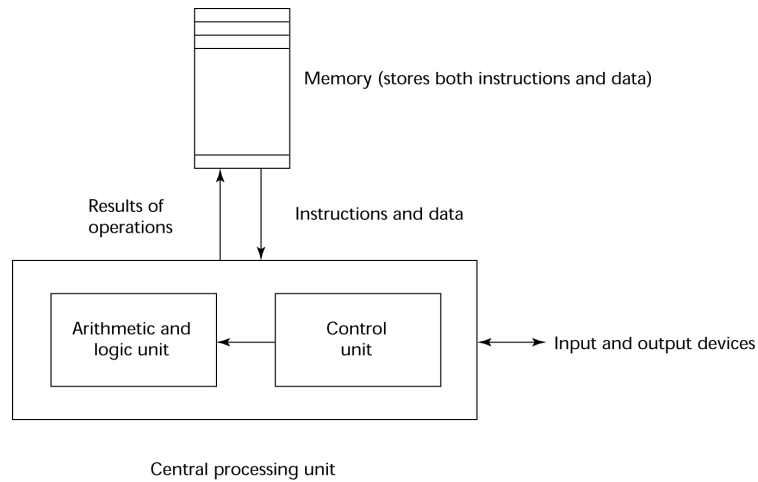 Memory (stores both instructions and data)
Results of
operations
Instructions and data
Arithmetic and
logic unit
Control
unit
Input and output devices
Central processing unit